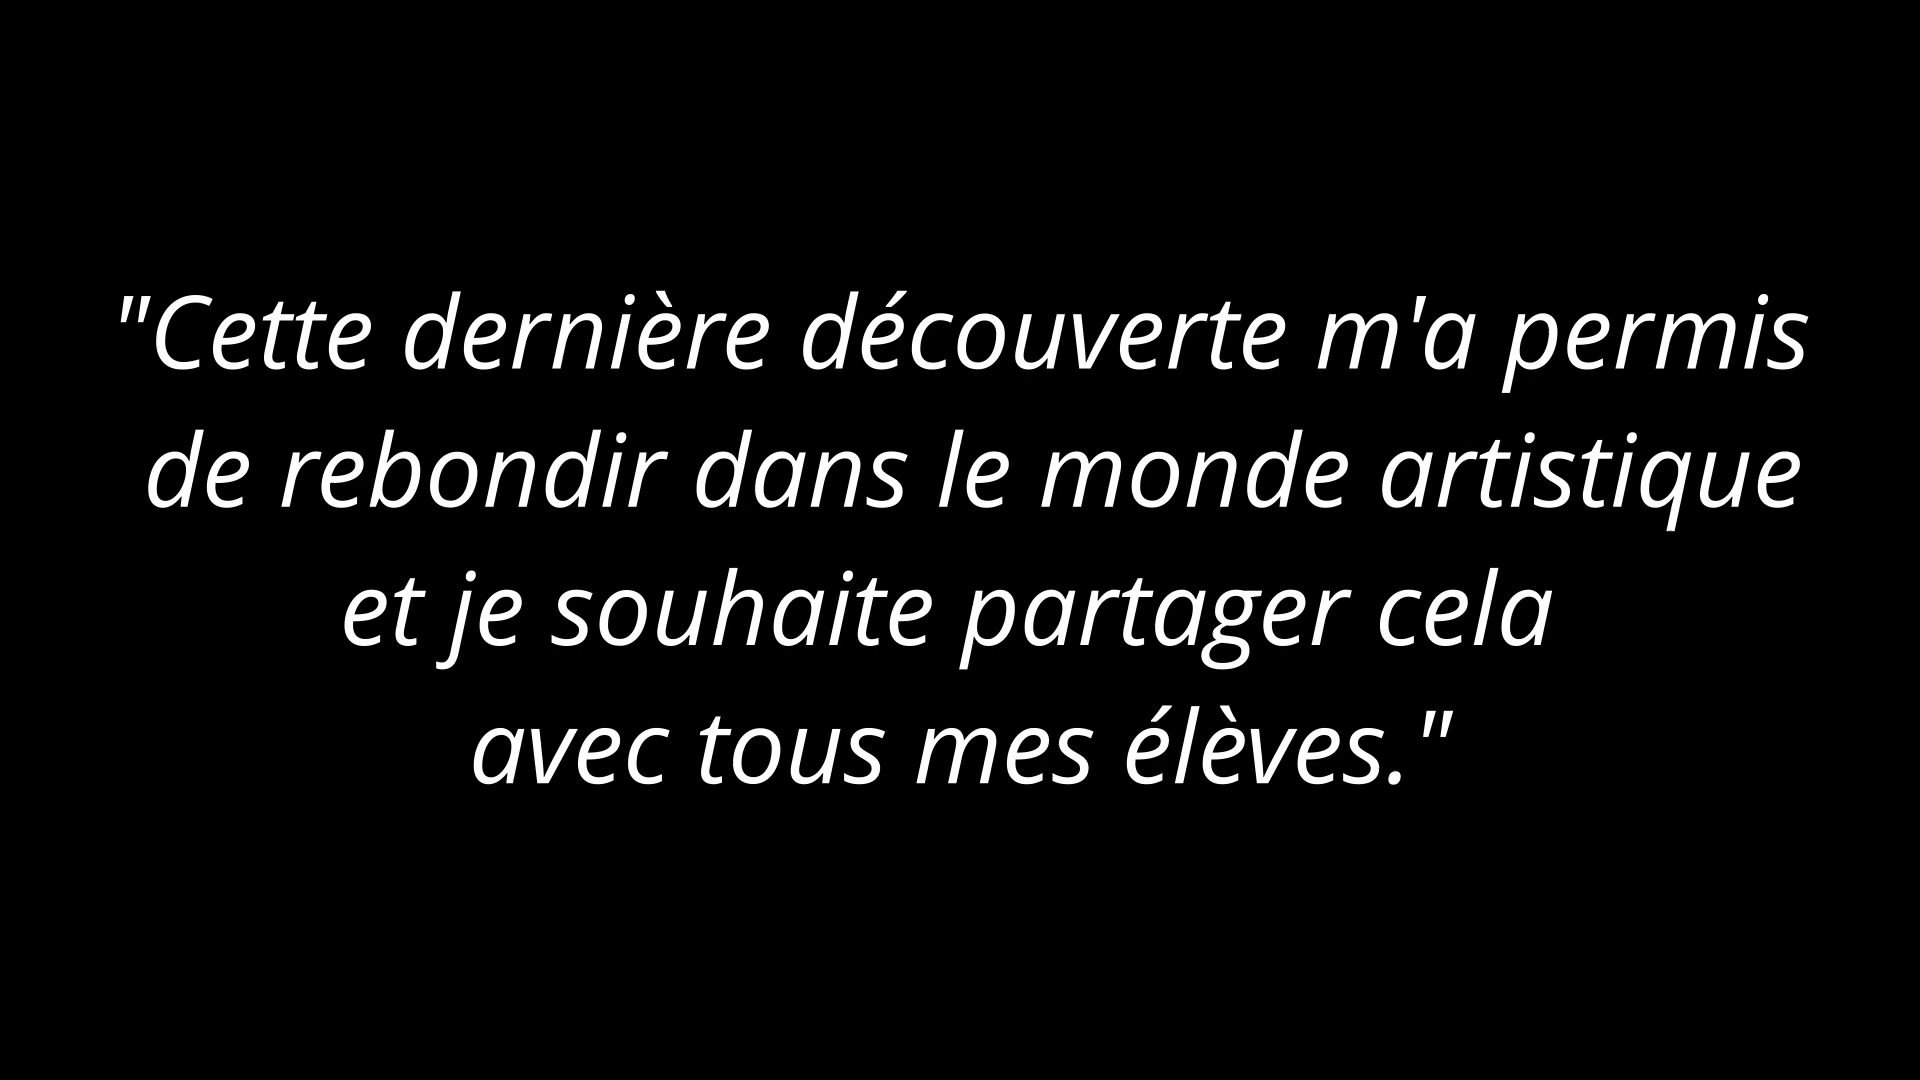 "Cette dernière découverte m'a permis
de rebondir dans le monde artistique
et je souhaite partager cela
avec tous mes élèves."